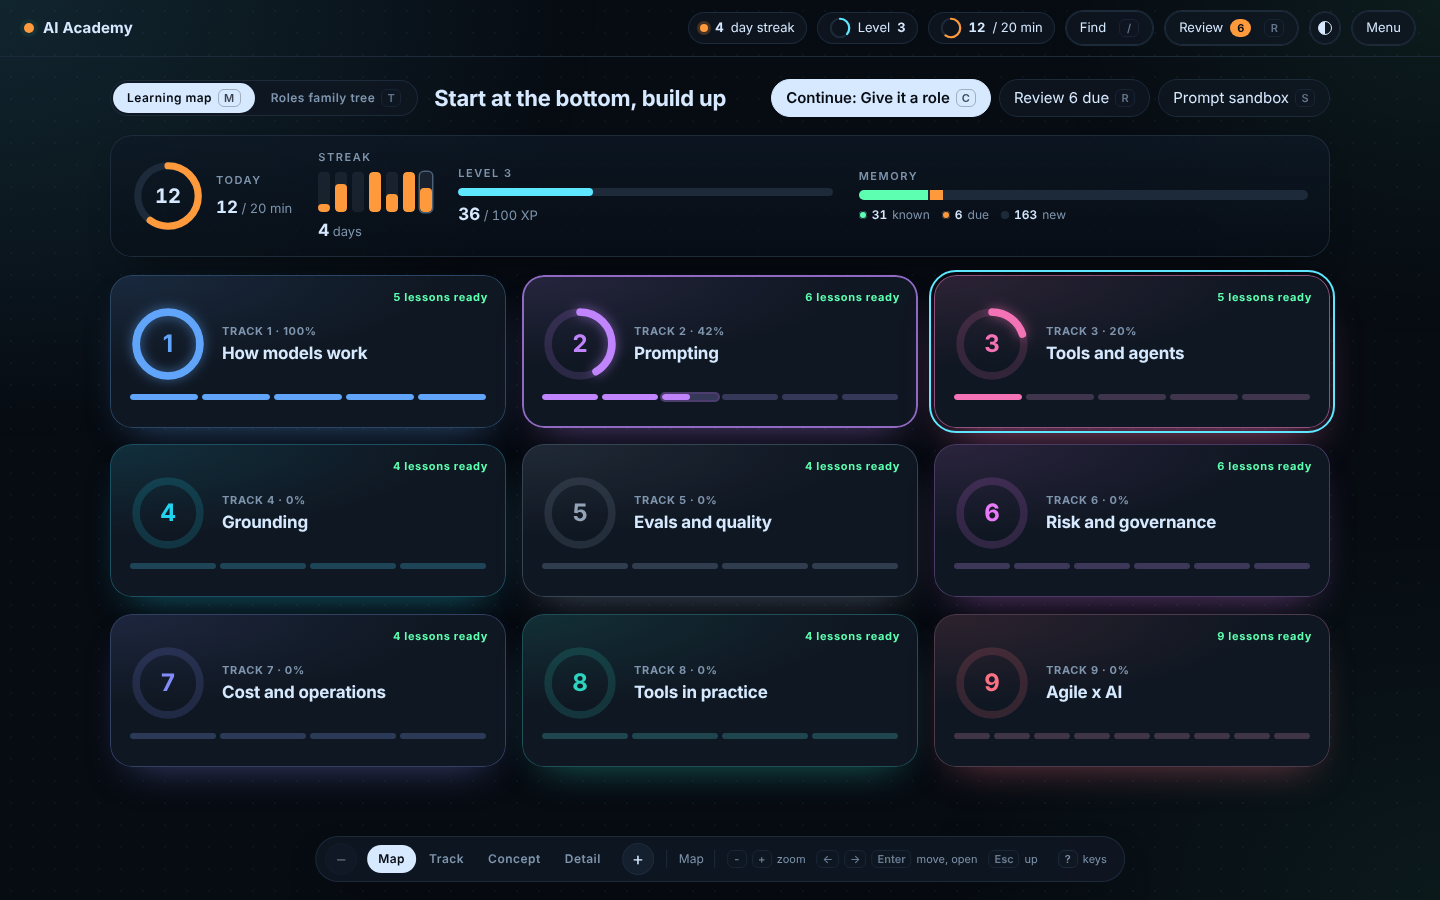 AI Academy
4 day streak
Level 3
12 / 20 min
Find /
Review 6 R
Menu
Learning map M
Roles family tree T
Start at the bottom, build up
Continue: Give it a role C
Review 6 due R
Prompt sandbox S
12
TODAY
12 / 20 min
STREAK
4 days
LEVEL 3
36 / 100 XP
MEMORY
31 known 6 due 163 new
5 lessons ready
1
TRACK 1 · 100%
How models work
6 lessons ready
2
TRACK 2 · 42%
Prompting
5 lessons ready
3
TRACK 3 · 20%
Tools and agents
4 lessons ready
4
TRACK 4 · 0%
Grounding
4 lessons ready
5
TRACK 5 · 0%
Evals and quality
6 lessons ready
6
TRACK 6 · 0%
Risk and governance
4 lessons ready
7
TRACK 7 · 0%
Cost and operations
4 lessons ready
8
TRACK 8 · 0%
Tools in practice
9 lessons ready
9
TRACK 9 · 0%
Agile x AI
− Map Track Concept Detail + Map - + zoom ← → Enter move, open Esc up ? keys